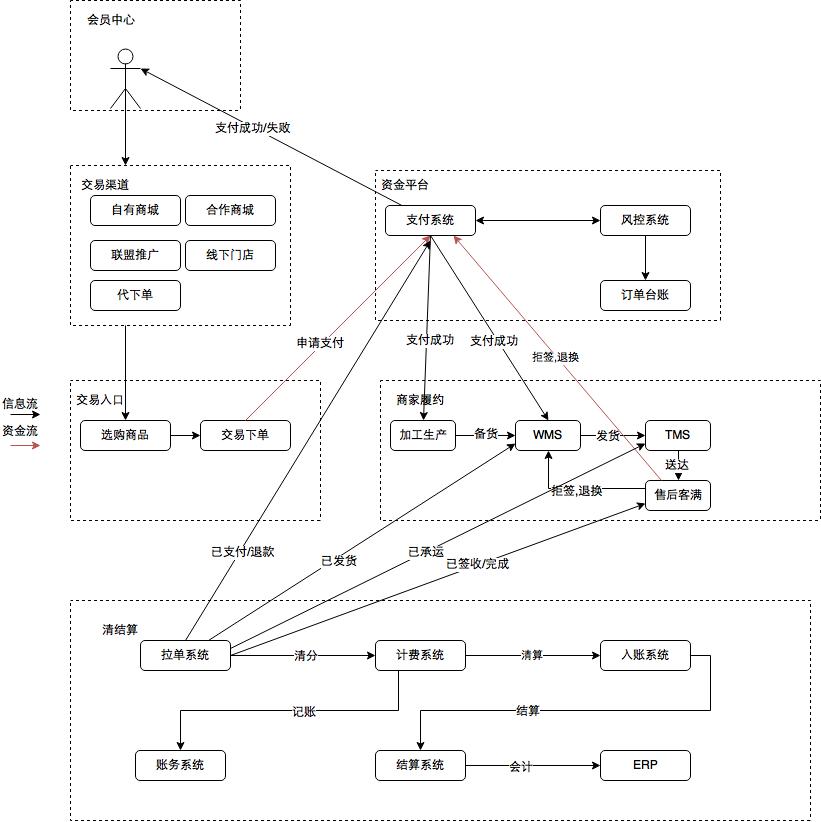 会员中心
支付成功/失败
交易渠道
自有商城
合作商城
联盟推广
线下门店
代下单
资金平台
支付系统
风控系统
订单台账
申请支付
支付成功
支付成功
拒签,退换
信息流
资金流
交易入口
选购商品
交易下单
商家履约
加工生产
备货
WMS
发货
TMS
送达
拒签,退换
售后客满
已支付/退款
已发货
已承运
已签收/完成
清结算
拉单系统
清分
计费系统
清算
入账系统
记账
结算
账务系统
结算系统
会计
ERP